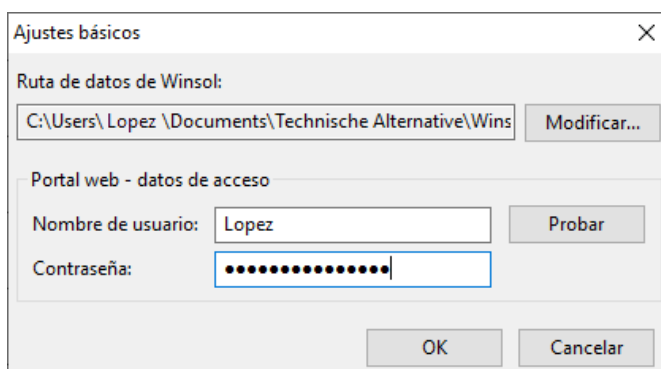 Ajustes básicos
Ruta de datos de Winsol:
C:\Users\ Lopez \Documents\Technische Alternative\Wins
Modificar...
Portal web - datos de acceso
Nombre de usuario: Lopez
Probar
Contraseña: ●●●●●●●●●●●●●●●
OK
Cancelar